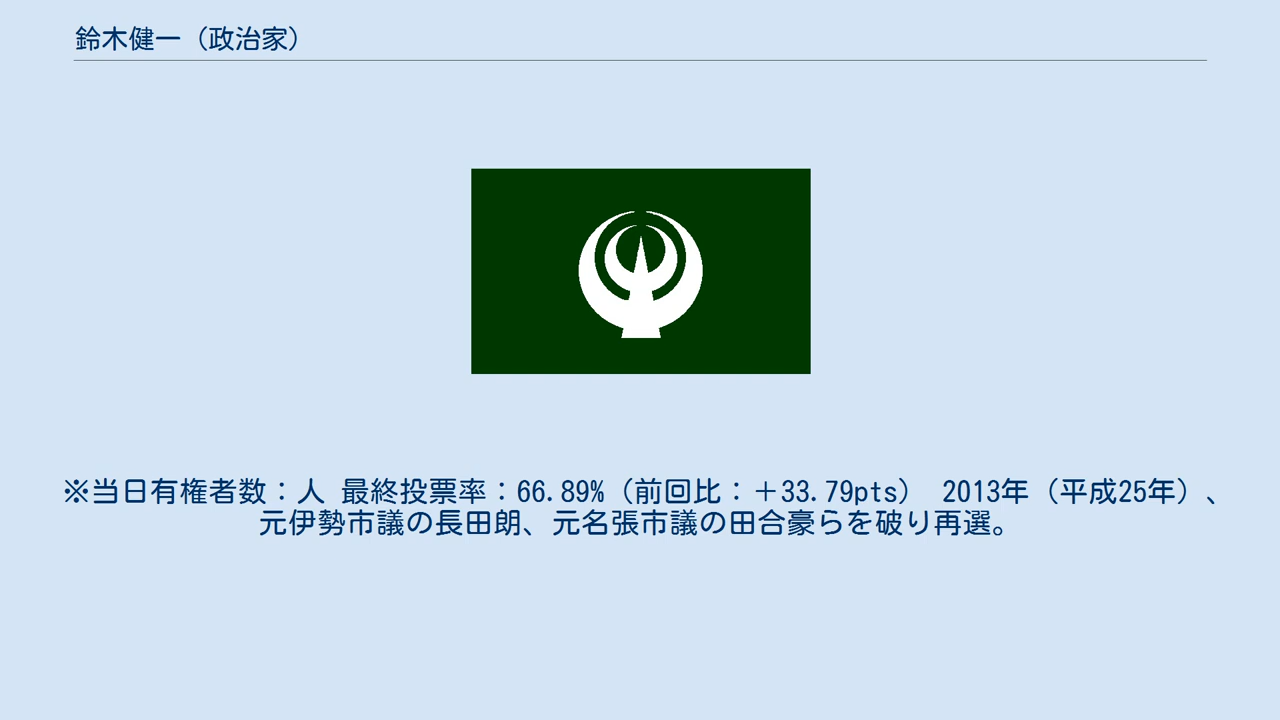 鈴木健一（政治家）
※当日有権者数：人 最終投票率：66.89%（前回比：＋33.79pts） 2013年（平成25年）、
元伊勢市議の長田朗、元名張市議の田合豪らを破り再選。